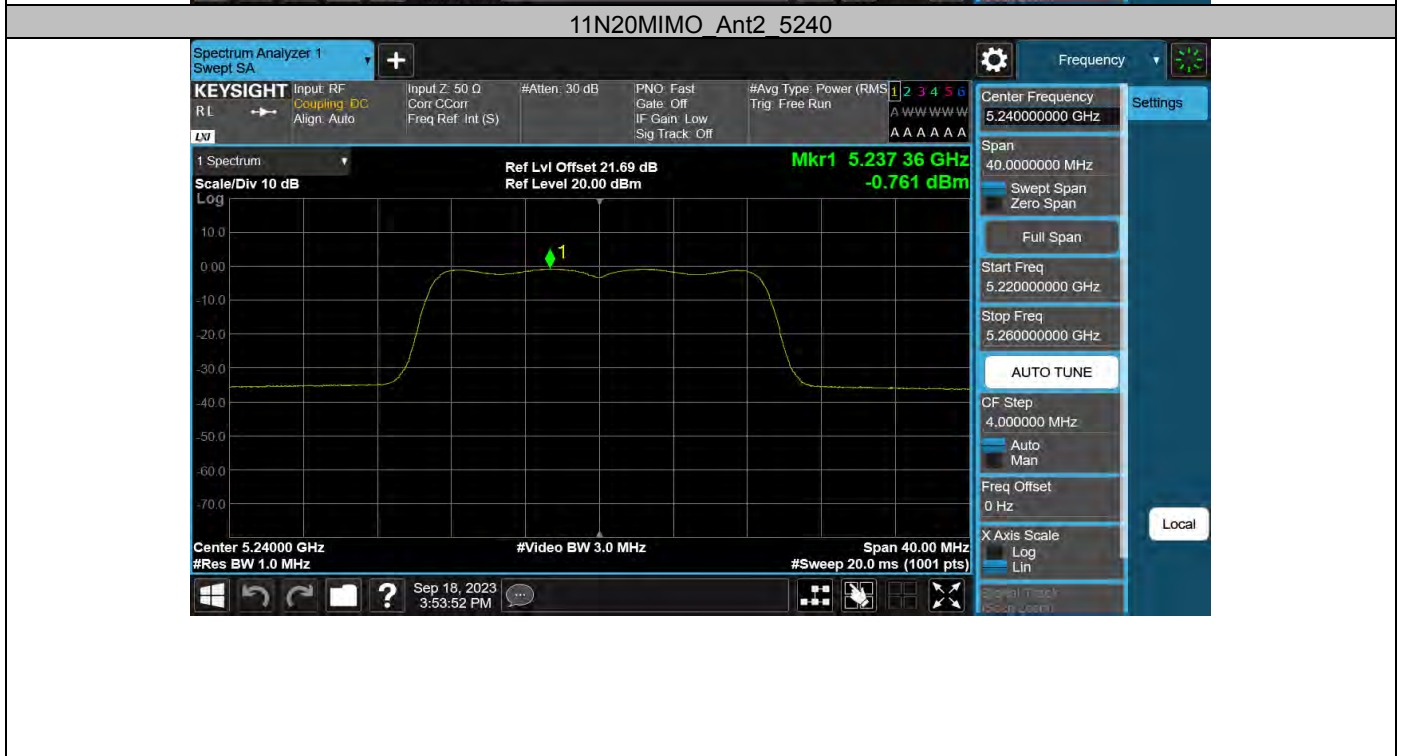 11N20MIMO_Ant2_5240
Spectrum Analyzer 1
Swept SA
+
Frequency
KEYSIGHT
RL
LXI
Input: RF
Coupling: DC
Align: Auto
Input Z: 50 Ω
Corr CCorr
Freq Ref: Int (S)
#Atten: 30 dB
PNO: Fast
Gate: Off
IF Gain: Low
Sig Track: Off
#Avg Type: Power (RMS
Trig: Free Run
1 2 3 4 5 6
A W W W W W
A A A A A A
Center Frequency
5.240000000 GHz
Settings
1 Spectrum
Scale/Div 10 dB
Log
Ref Lvl Offset 21.69 dB
Ref Level 20.00 dBm
Mkr1 5.237 36 GHz
-0.761 dBm
Span
40.0000000 MHz
Swept Span
Zero Span
Full Span
Start Freq
5.220000000 GHz
Stop Freq
5.260000000 GHz
AUTO TUNE
CF Step
4.000000 MHz
Auto
Man
Freq Offset
0 Hz
X Axis Scale
Log
Lin
Signal Track
(Span Zoom)
Local
10.0
0.00
-10.0
-20.0
-30.0
-40.0
-50.0
-60.0
-70.0
1
Center 5.24000 GHz
#Res BW 1.0 MHz
#Video BW 3.0 MHz
Span 40.00 MHz
#Sweep 20.0 ms (1001 pts)
?
Sep 18, 2023
3:53:52 PM